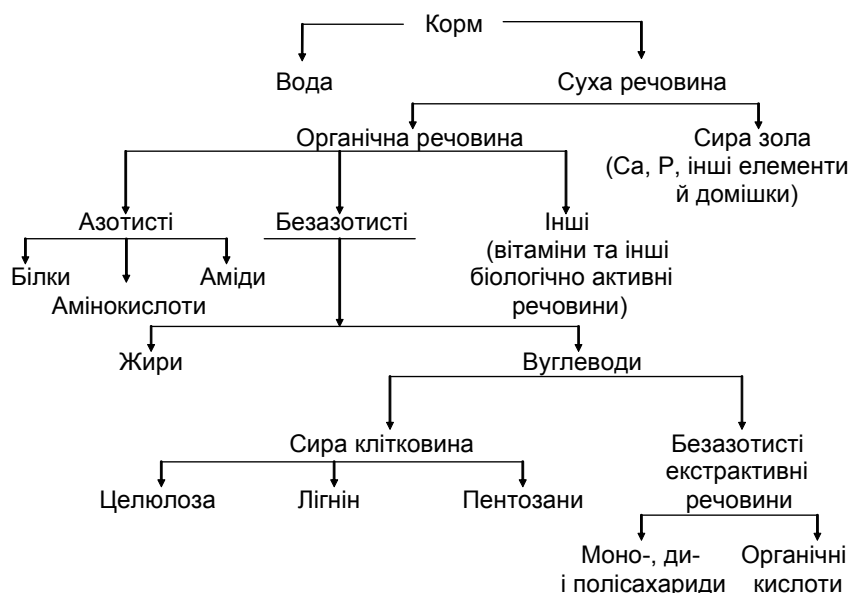 Корм
Вода
Суха речовина
Органічна речовина
Сира зола
(Са, Р, інші елементи
й домішки)
Азотисті
Безазотисті
Інші
(вітаміни та інші
біологічно активні
речовини)
Білки
Амінокислоти
Аміди
Жири
Вуглеводи
Сира клітковина
Безазотисті
екстрактивні
речовини
Целюлоза
Лігнін
Пентозани
Моно-, ди-
і полісахариди
Органічні
кислоти